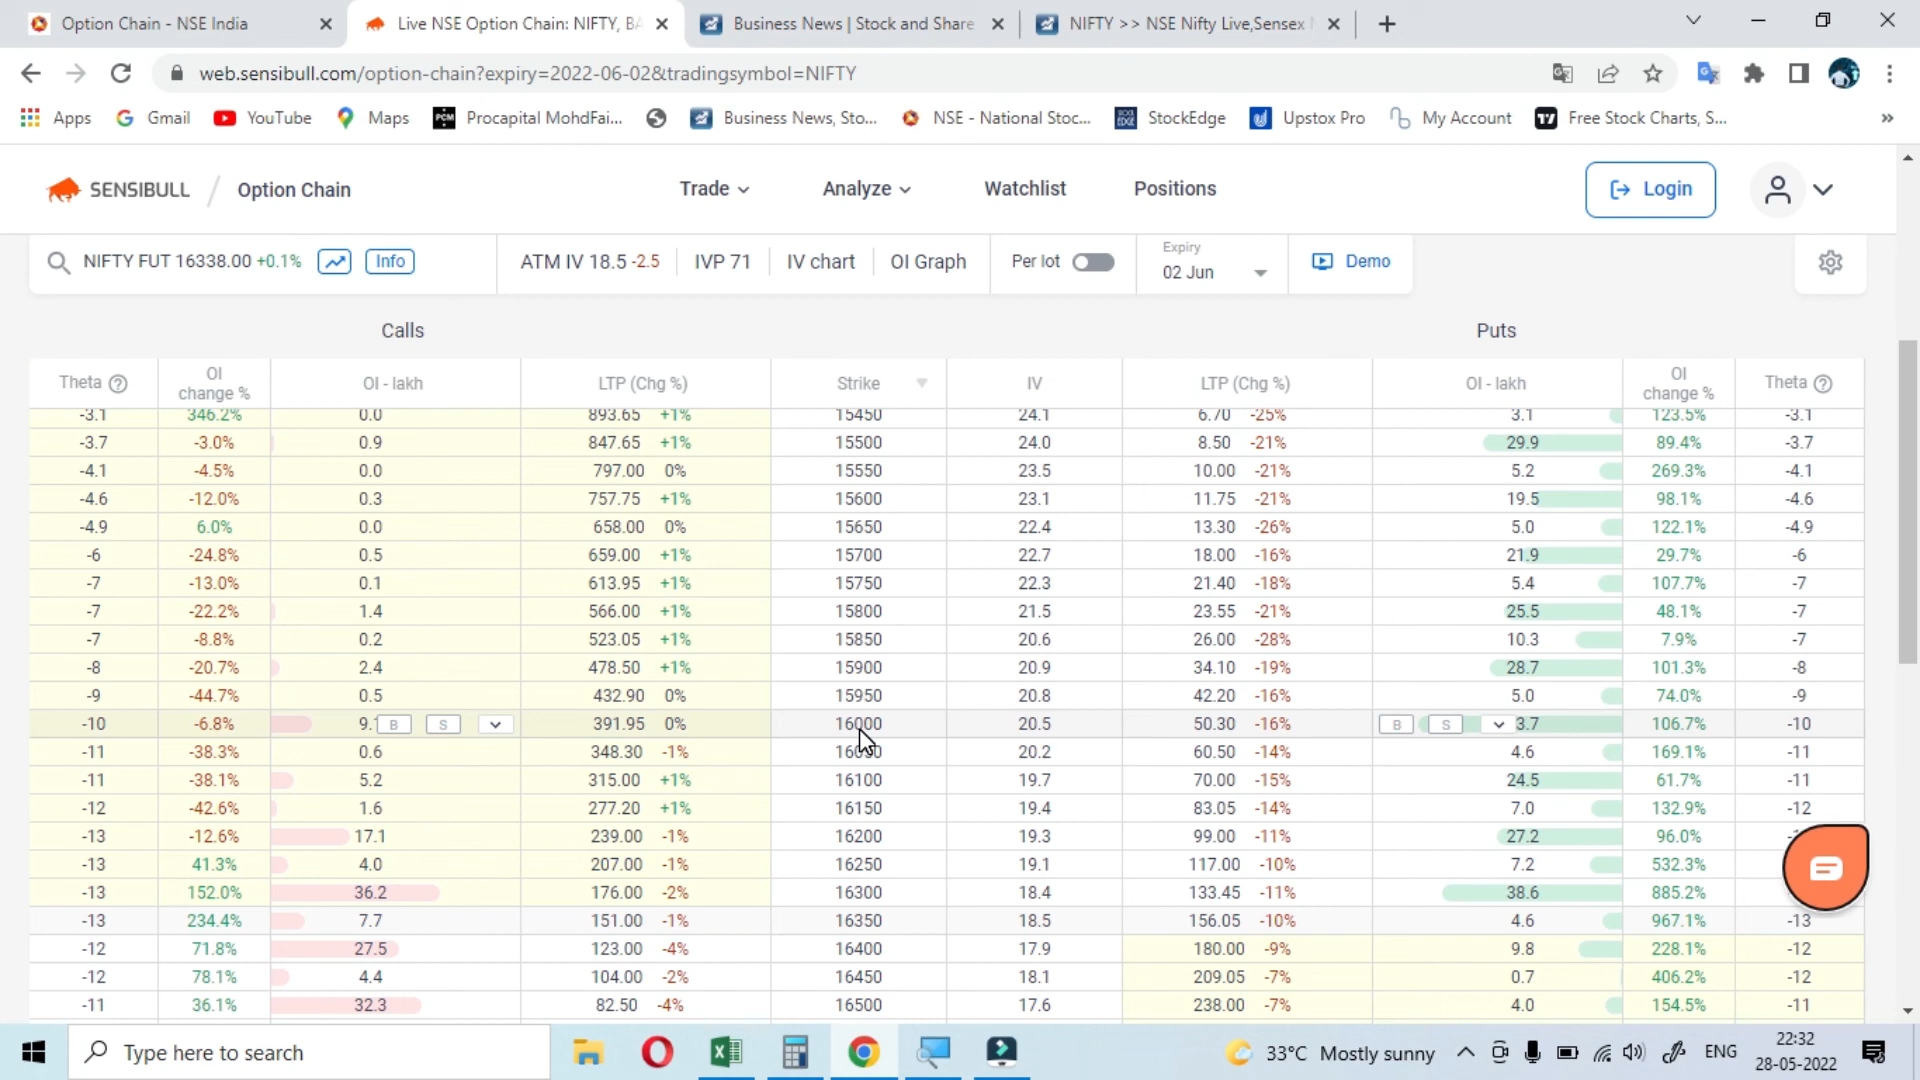 Option Chain - NSE India
Live NSE Option Chain: NIFTY, BA
Business News | Stock and Share
NIFTY >> NSE Nifty Live,Sensex
web.sensibull.com/option-chain?expiry=2022-06-02&tradingsymbol=NIFTY
Apps Gmail YouTube Maps Procapital MohdFai... Business News, Sto... NSE - National Stoc... StockEdge Upstox Pro My Account Free Stock Charts, S... »
SENSIBULL / Option Chain Trade Analyze Watchlist Positions Login
NIFTY FUT 16338.00 +0.1% Info ATM IV 18.5 -2.5 IVP 71 IV chart OI Graph Per lot Expiry 02 Jun Demo
Calls Puts
Theta OI change % OI - lakh LTP (Chg %) Strike IV LTP (Chg %) OI - lakh OI change % Theta
-3.1 346.2% 0.0 893.65 +1% 15450 24.1 6.70 -25% 3.1 123.5% -3.1
-3.7 -3.0% 0.9 847.65 +1% 15500 24.0 8.50 -21% 29.9 89.4% -3.7
-4.1 -4.5% 0.0 797.00 0% 15550 23.5 10.00 -21% 5.2 269.3% -4.1
-4.6 -12.0% 0.3 757.75 +1% 15600 23.1 11.75 -21% 19.5 98.1% -4.6
-4.9 6.0% 0.0 658.00 0% 15650 22.4 13.30 -26% 5.0 122.1% -4.9
-6 -24.8% 0.5 659.00 +1% 15700 22.7 18.00 -16% 21.9 29.7% -6
-7 -13.0% 0.1 613.95 +1% 15750 22.3 21.40 -18% 5.4 107.7% -7
-7 -22.2% 1.4 566.00 +1% 15800 21.5 23.55 -21% 25.5 48.1% -7
-7 -8.8% 0.2 523.05 +1% 15850 20.6 26.00 -28% 10.3 7.9% -7
-8 -20.7% 2.4 478.50 +1% 15900 20.9 34.10 -19% 28.7 101.3% -8
-9 -44.7% 0.5 432.90 0% 15950 20.8 42.20 -16% 5.0 74.0% -9
-10 -6.8% B S 391.95 0% 16000 20.5 50.30 -16% B S 3.7 106.7% -10
-11 -38.3% 0.6 348.30 -1% 20.2 60.50 -14% 4.6 169.1% -11
-11 -38.1% 5.2 315.00 +1% 16100 19.7 70.00 -15% 24.5 61.7% -11
-12 -42.6% 1.6 277.20 +1% 16150 19.4 83.05 -14% 7.0 132.9% -12
-13 -12.6% 17.1 239.00 -1% 16200 19.3 99.00 -11% 27.2 96.0%
-13 41.3% 4.0 207.00 -1% 16250 19.1 117.00 -10% 7.2 532.3%
-13 152.0% 36.2 176.00 -2% 16300 18.4 133.45 -11% 38.6 885.2%
-13 234.4% 7.7 151.00 -1% 16350 18.5 156.05 -10% 4.6 967.1% -13
-12 71.8% 27.5 123.00 -4% 16400 17.9 180.00 -9% 9.8 228.1% -12
-12 78.1% 4.4 104.00 -2% 16450 18.1 209.05 -7% 0.7 406.2% -12
-11 36.1% 32.3 82.50 -4% 16500 17.6 238.00 -7% 4.0 154.5% -11
Type here to search 33°C Mostly sunny ENG 22:32
28-05-2022